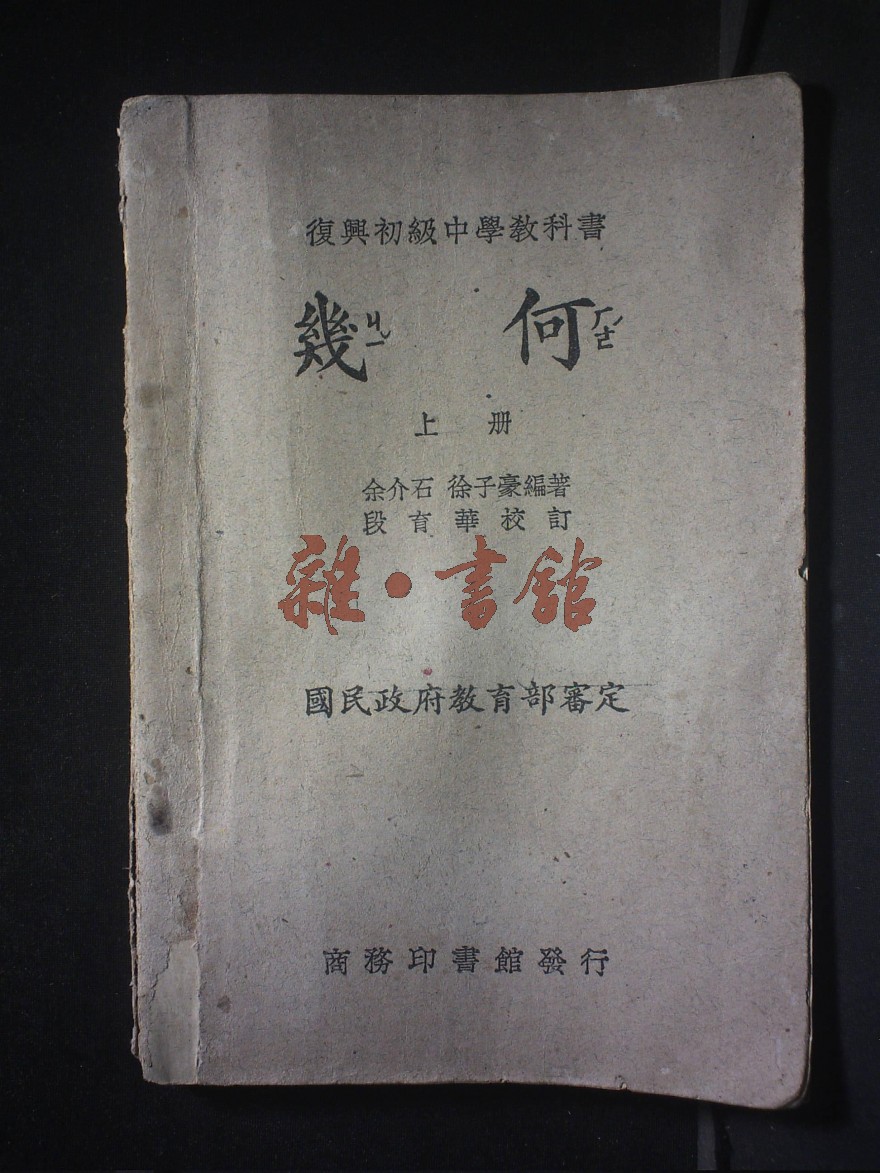 復興初級中學教科書
幾ㄐㄧˇ 何ㄏㄜˊ
上 册
余介石 徐子豪編著
段育華校訂
雜·書館
國民政府教育部審定
商務印書館發行